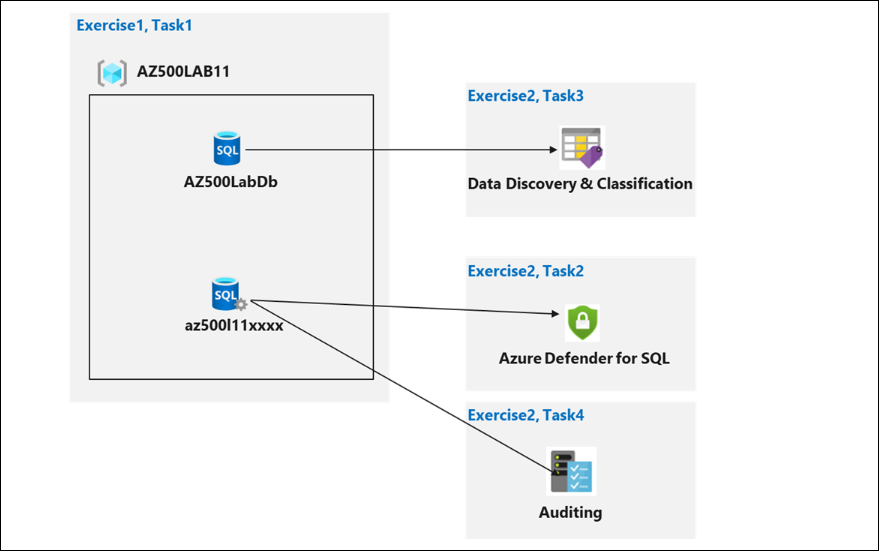 Exercise1, Task1
AZ500LAB11
SQL
AZ500LabDb
SQL
az500l11xxxx
Exercise2, Task3
Data Discovery & Classification
Exercise2, Task2
Azure Defender for SQL
Exercise2, Task4
Auditing